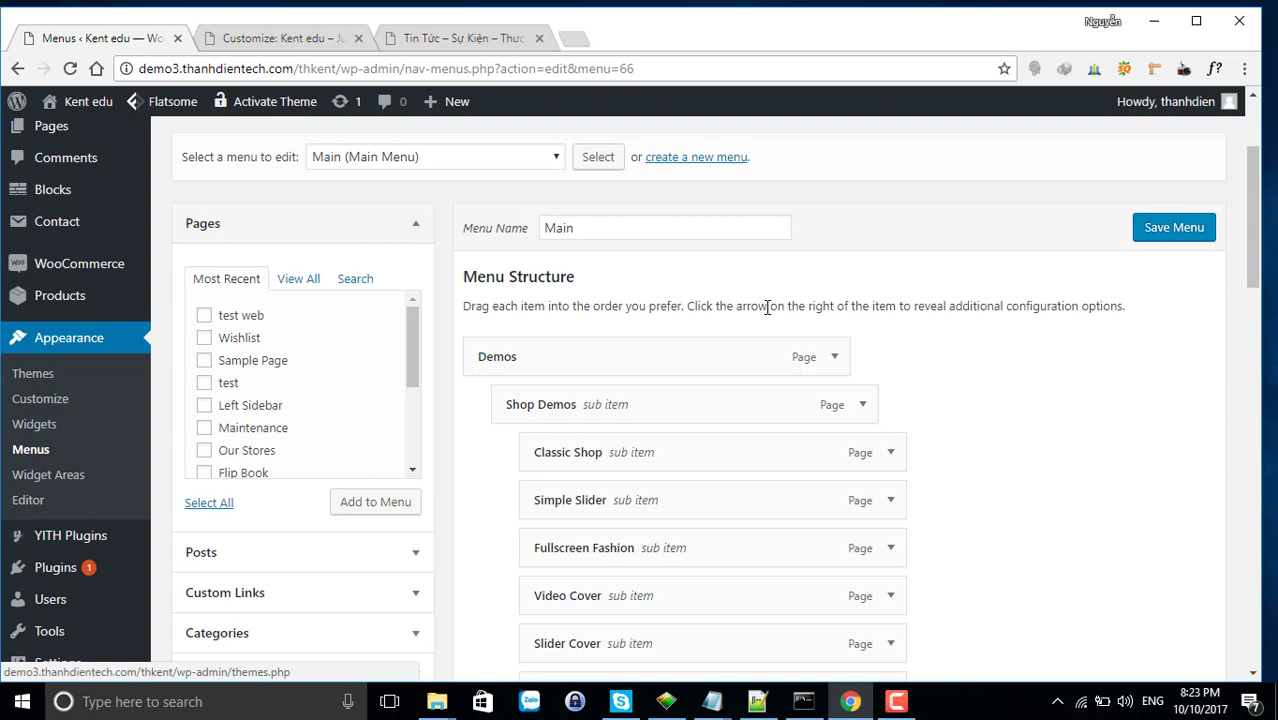 Nguyễn
Menus ‹ Kent edu — Wo
Customize: Kent edu – J
Tin Tức – Sự Kiện – Thưc
demo3.thanhdientech.com/thkent/wp-admin/nav-menus.php?action=edit&menu=66
Kent edu
Flatsome
Activate Theme
1
0
New
Howdy, thanhdien
Pages
Comments
Blocks
Contact
WooCommerce
Products
Appearance
Themes
Customize
Widgets
Menus
Widget Areas
Editor
YITH Plugins
Plugins 1
Users
Tools
Select a menu to edit: Main (Main Menu) Select or create a new menu.
Pages
Most Recent View All Search
test web
Wishlist
Sample Page
test
Left Sidebar
Maintenance
Our Stores
Flip Book
Select All Add to Menu
Posts
Custom Links
Categories
Menu Name Main Save Menu
Menu Structure
Drag each item into the order you prefer. Click the arrow on the right of the item to reveal additional configuration options.
Demos Page
Shop Demos sub item Page
Classic Shop sub item Page
Simple Slider sub item Page
Fullscreen Fashion sub item Page
Video Cover sub item Page
Slider Cover sub item Page
demo3.thanhdientech.com/thkent/wp-admin/themes.php
Type here to search
Zalo
ENG
8:23 PM
10/10/2017
7